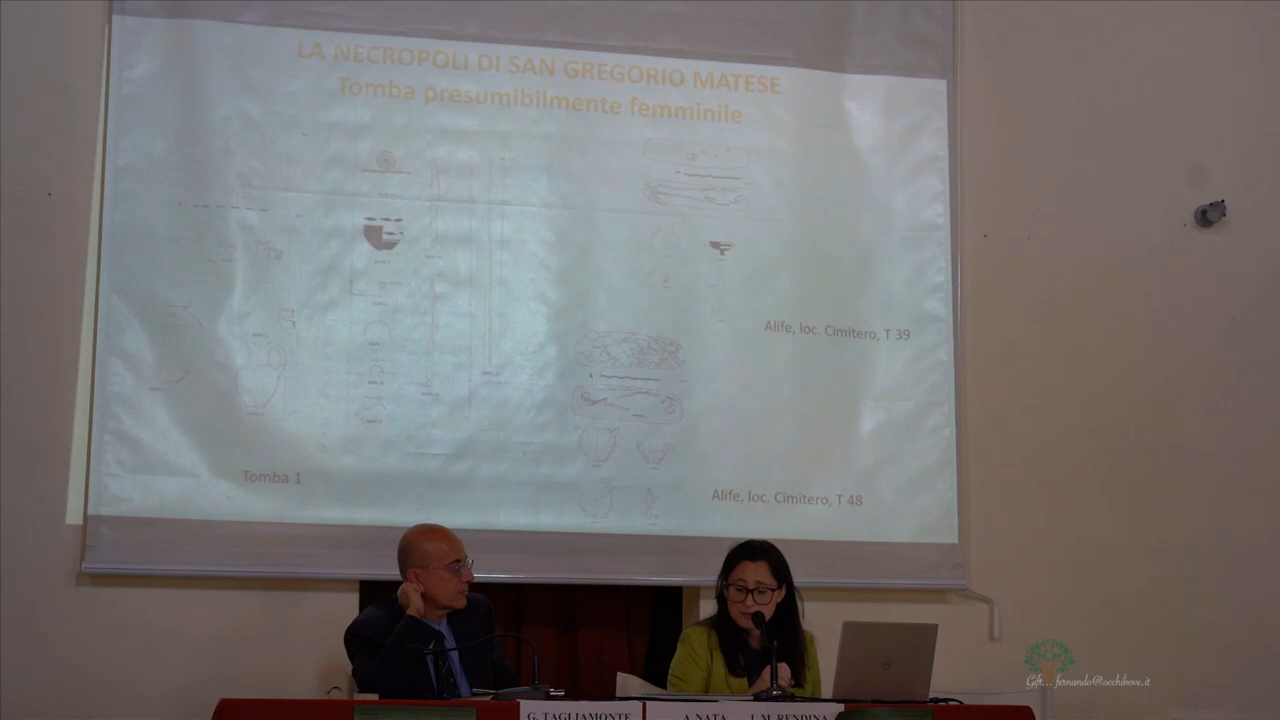 LA NECROPOLI DI SAN GREGORIO MATESE
Tomba presumibilmente femminile
Alife, loc. Cimitero, T 39
Tomba 1
Alife, loc. Cimitero, T 48
Gift... fernando@occhibove.it
G. TAGLIAMONTE
A. NATA
L. M. RENDINA